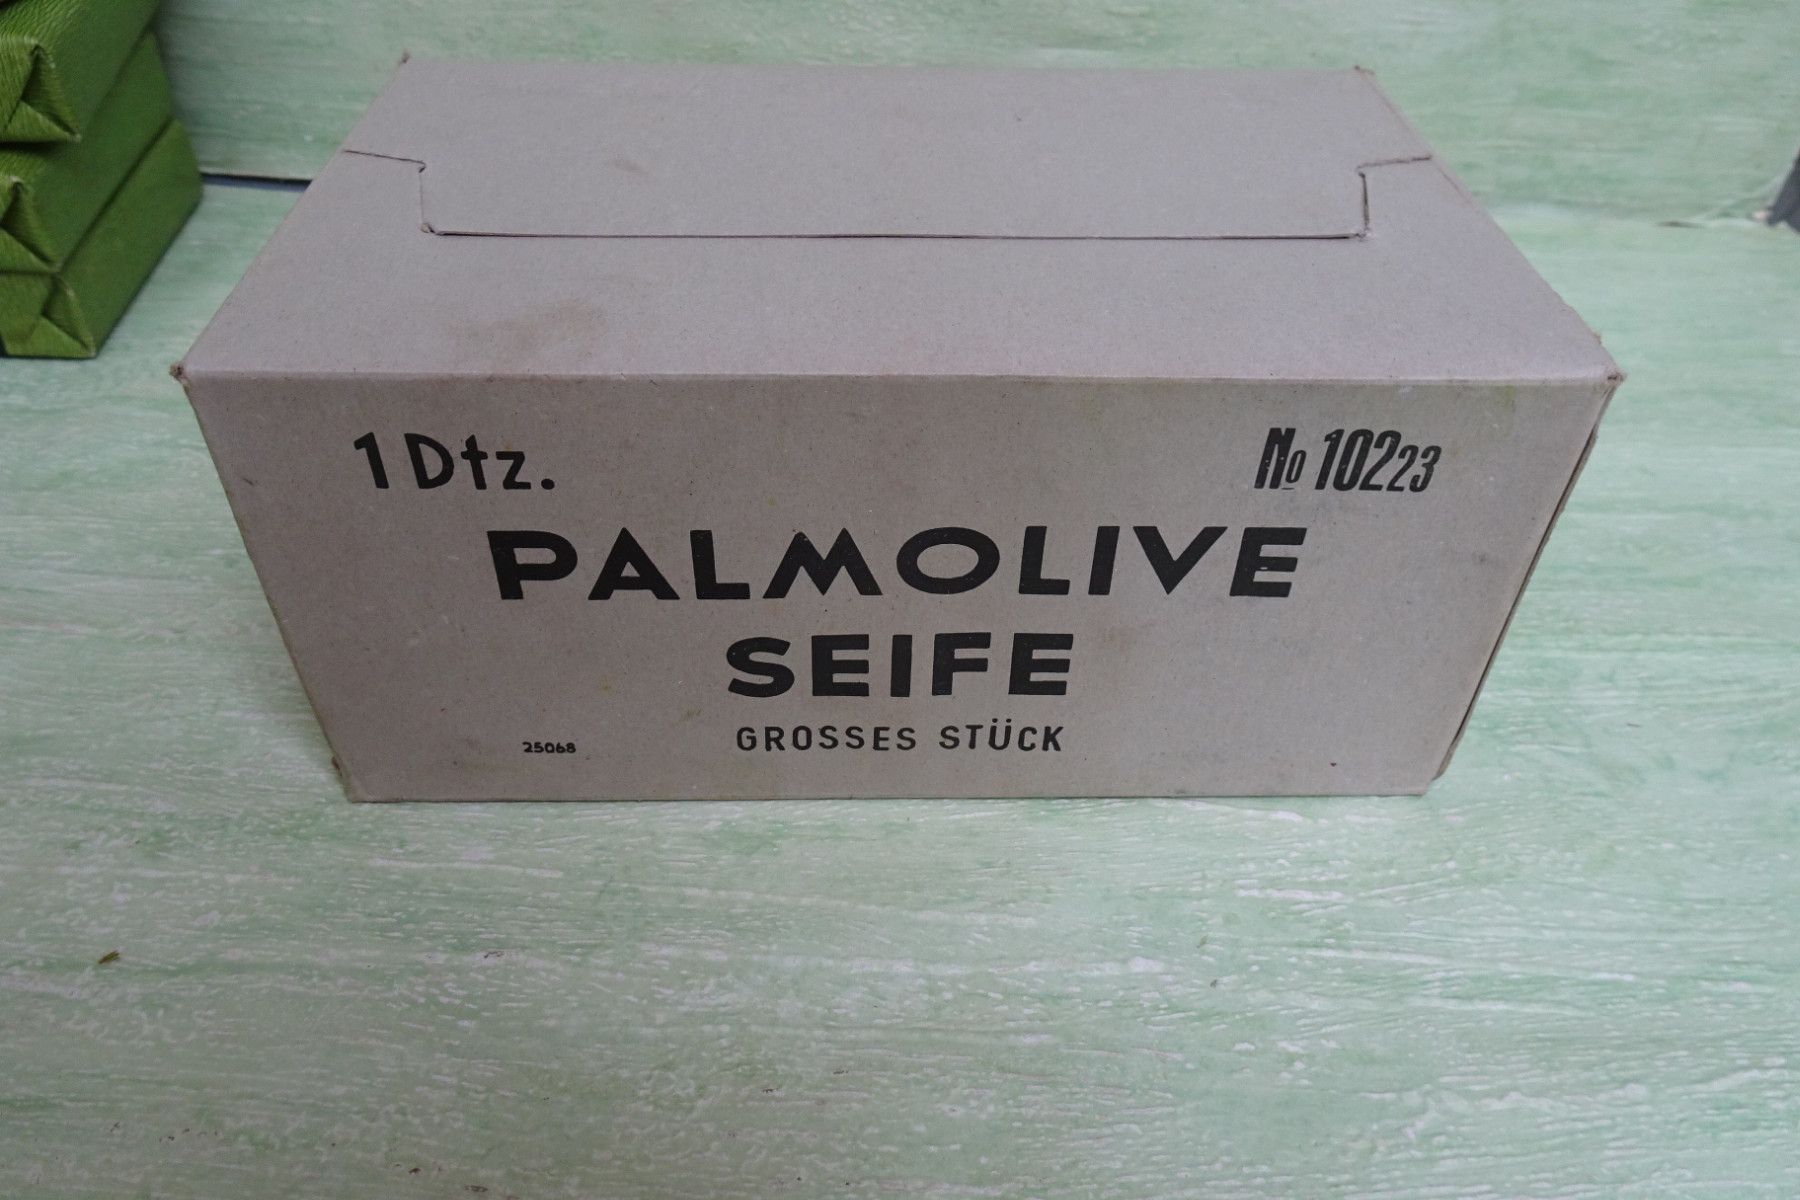 1 Dtz. No 10223
PALMOLIVE
SEIFE
GROSSES STÜCK
25068